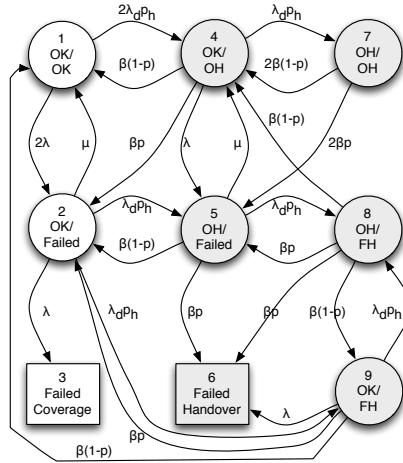 2λdph
λdph
1
OK/
OK
4
OK/
OH
7
OH/
OH
β(1-p)
2β(1-p)
β(1-p)
2λ
μ
βp
λ
μ
2βp
2
OK/
Failed
λdph
5
OH/
Failed
λdph
8
OH/
FH
β(1-p)
βp
λ
λdph
βp
βp
β(1-p)
λdph
3
Failed
Coverage
6
Failed
Handover
9
OK/
FH
λ
βp
β(1-p)